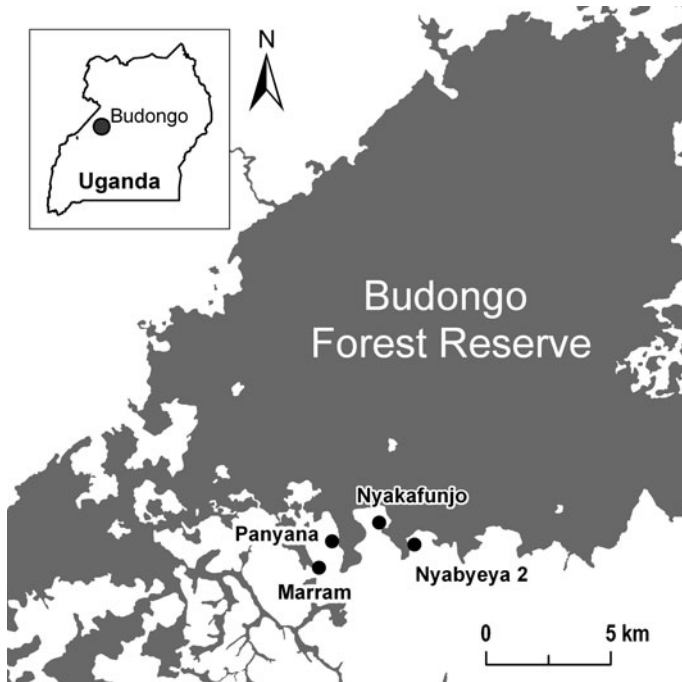 N
Budongo
Uganda
Budongo
Forest Reserve
Nyakafunjo
Panyana
Nyabyeya 2
Marram
0 5 km